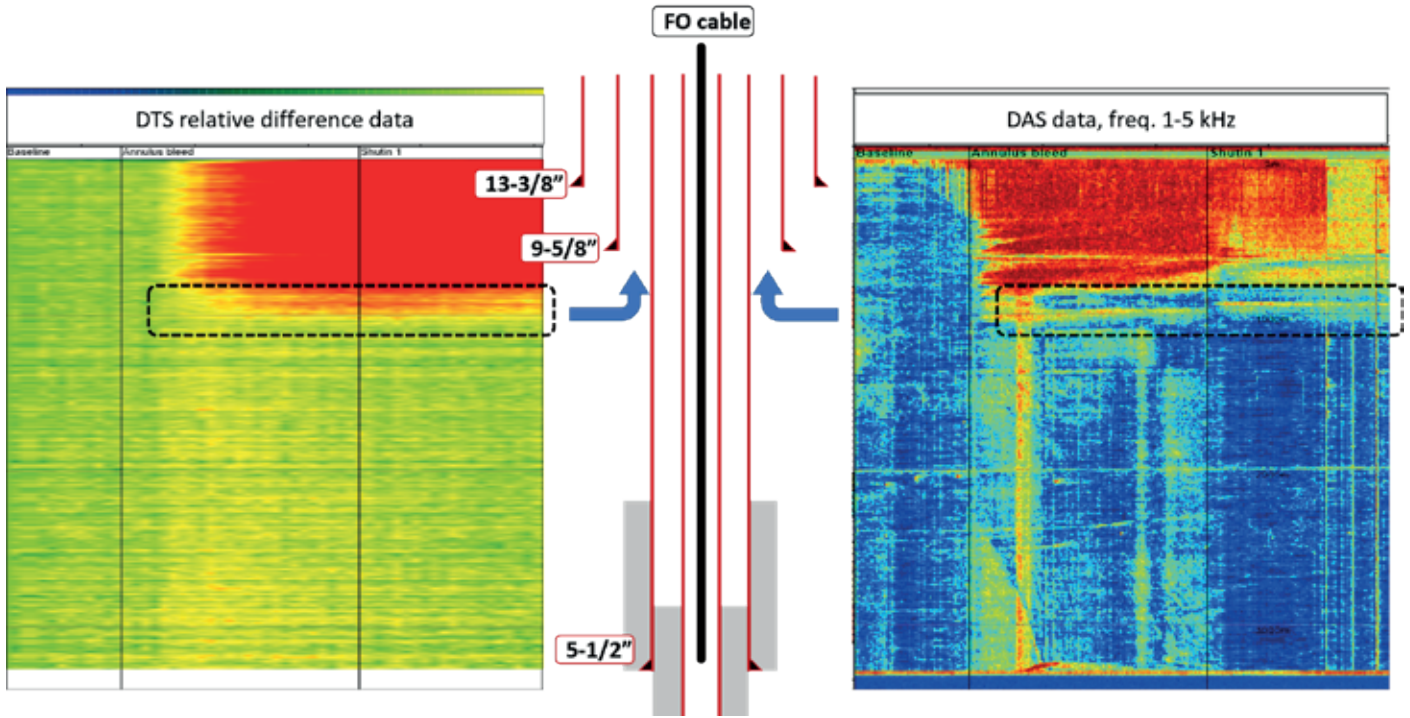 FO cable
DTS relative difference data
DAS data, freq. 1-5 kHz
Baseline Annulus bleed Shutin 1
Baseline Annulus bleed Shutin 1
13-3/8”
9-5/8”
5-1/2”